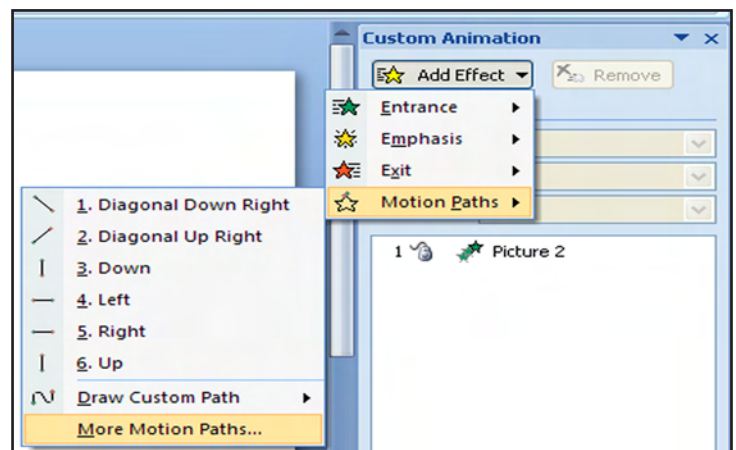 Custom Animation
Add Effect
Remove
Entrance
Emphasis
Exit
Motion Paths
1. Diagonal Down Right
2. Diagonal Up Right
3. Down
4. Left
5. Right
6. Up
Draw Custom Path
More Motion Paths...
1 Picture 2